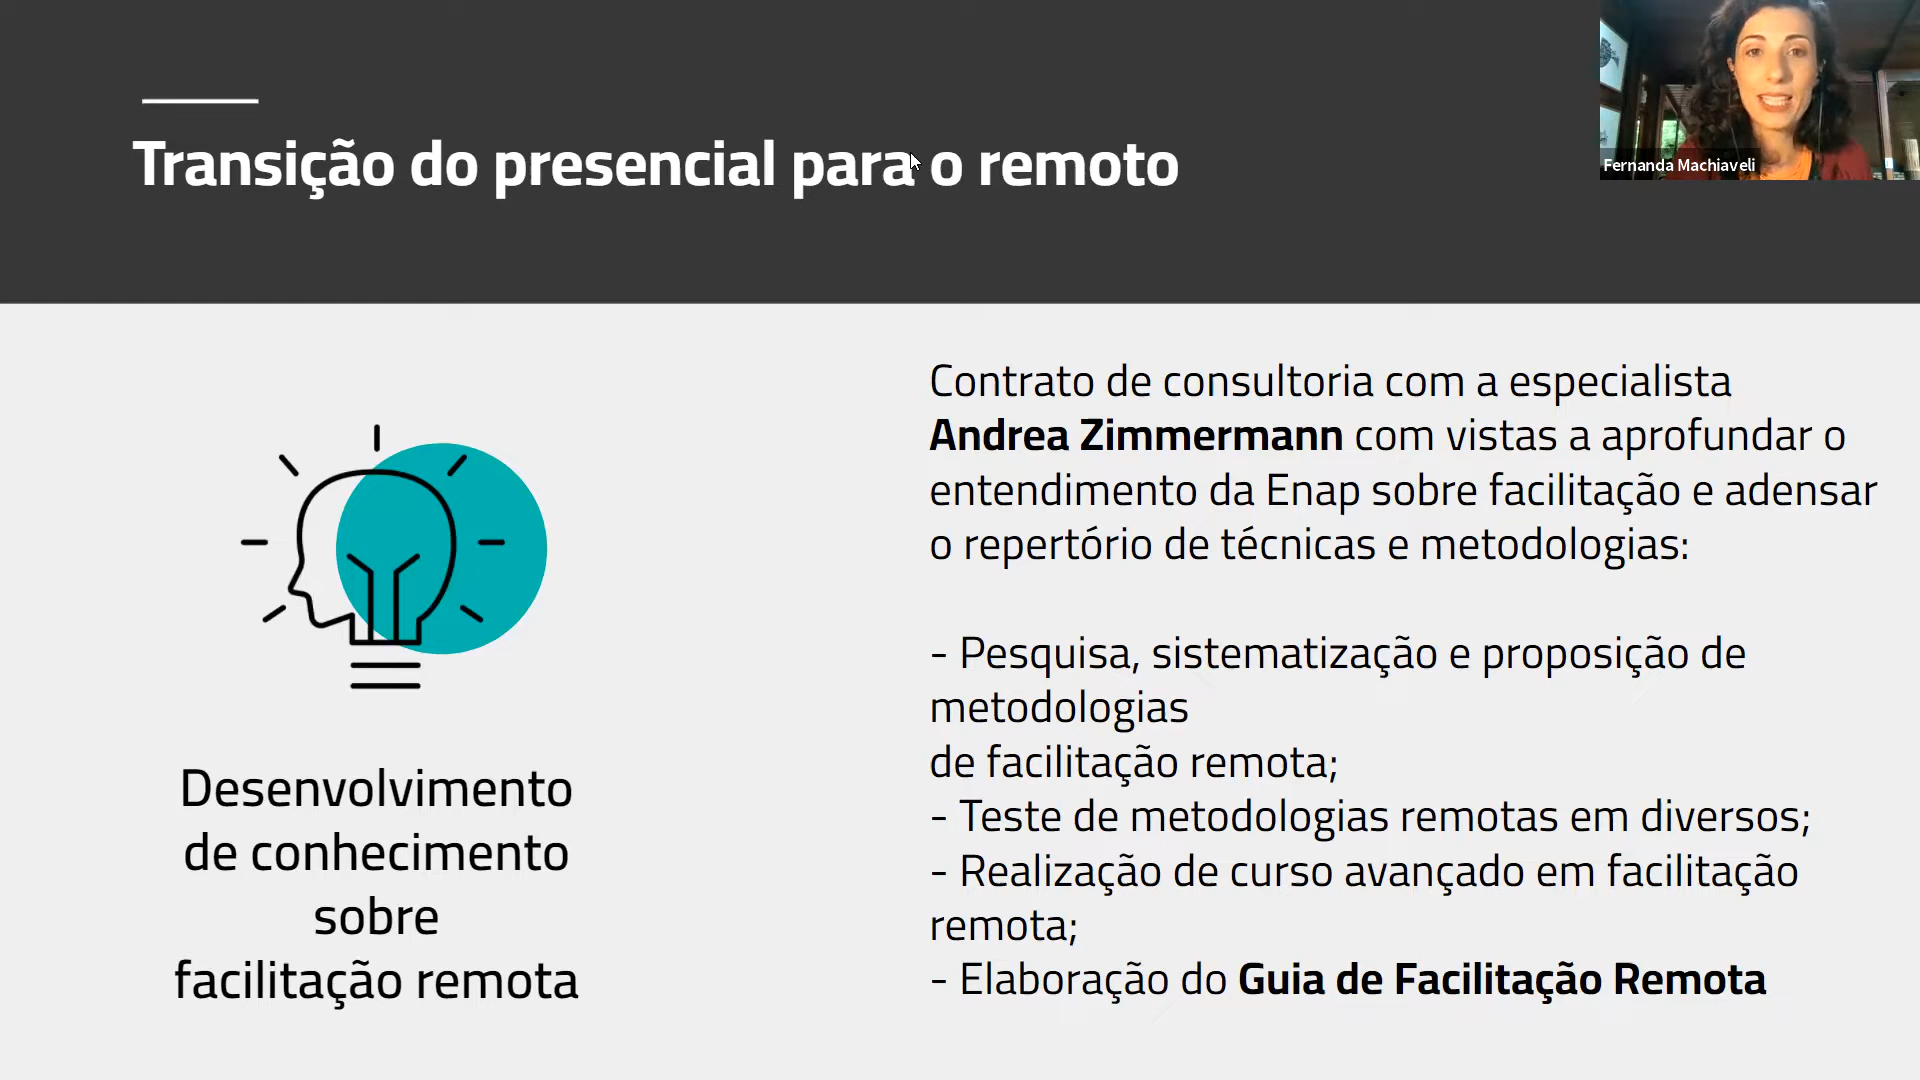 Transição do presencial para o remoto
Fernanda Machiaveli
Desenvolvimento
de conhecimento
sobre
facilitação remota
Contrato de consultoria com a especialista
Andrea Zimmermann com vistas a aprofundar o
entendimento da Enap sobre facilitação e adensar
o repertório de técnicas e metodologias:
- Pesquisa, sistematização e proposição de
metodologias
de facilitação remota;
- Teste de metodologias remotas em diversos;
- Realização de curso avançado em facilitação
remota;
- Elaboração do Guia de Facilitação Remota